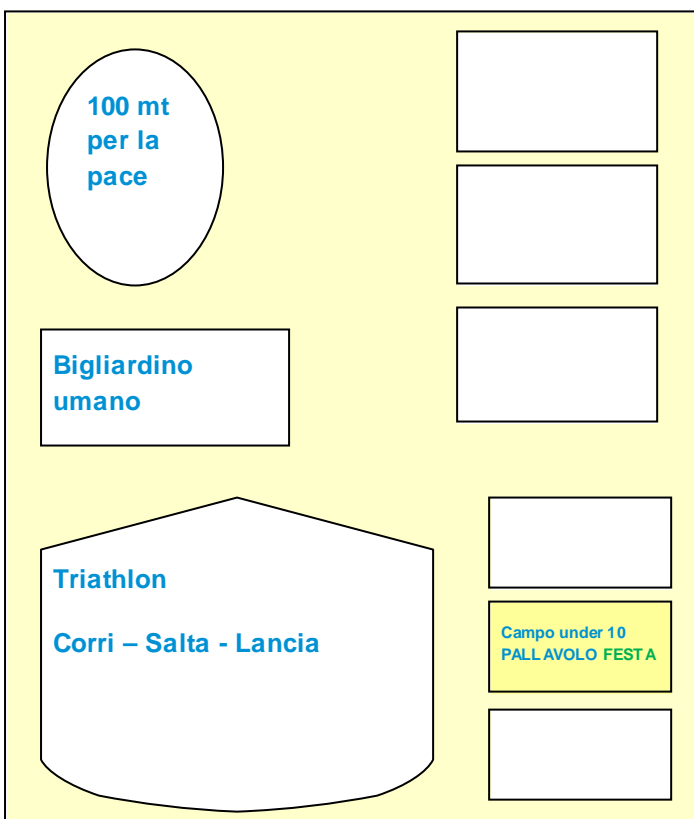 100 mt
per la
pace
Bigliardino
umano
Triathlon
Corri – Salta - Lancia
Campo under 10
PALLAVOLO FESTA